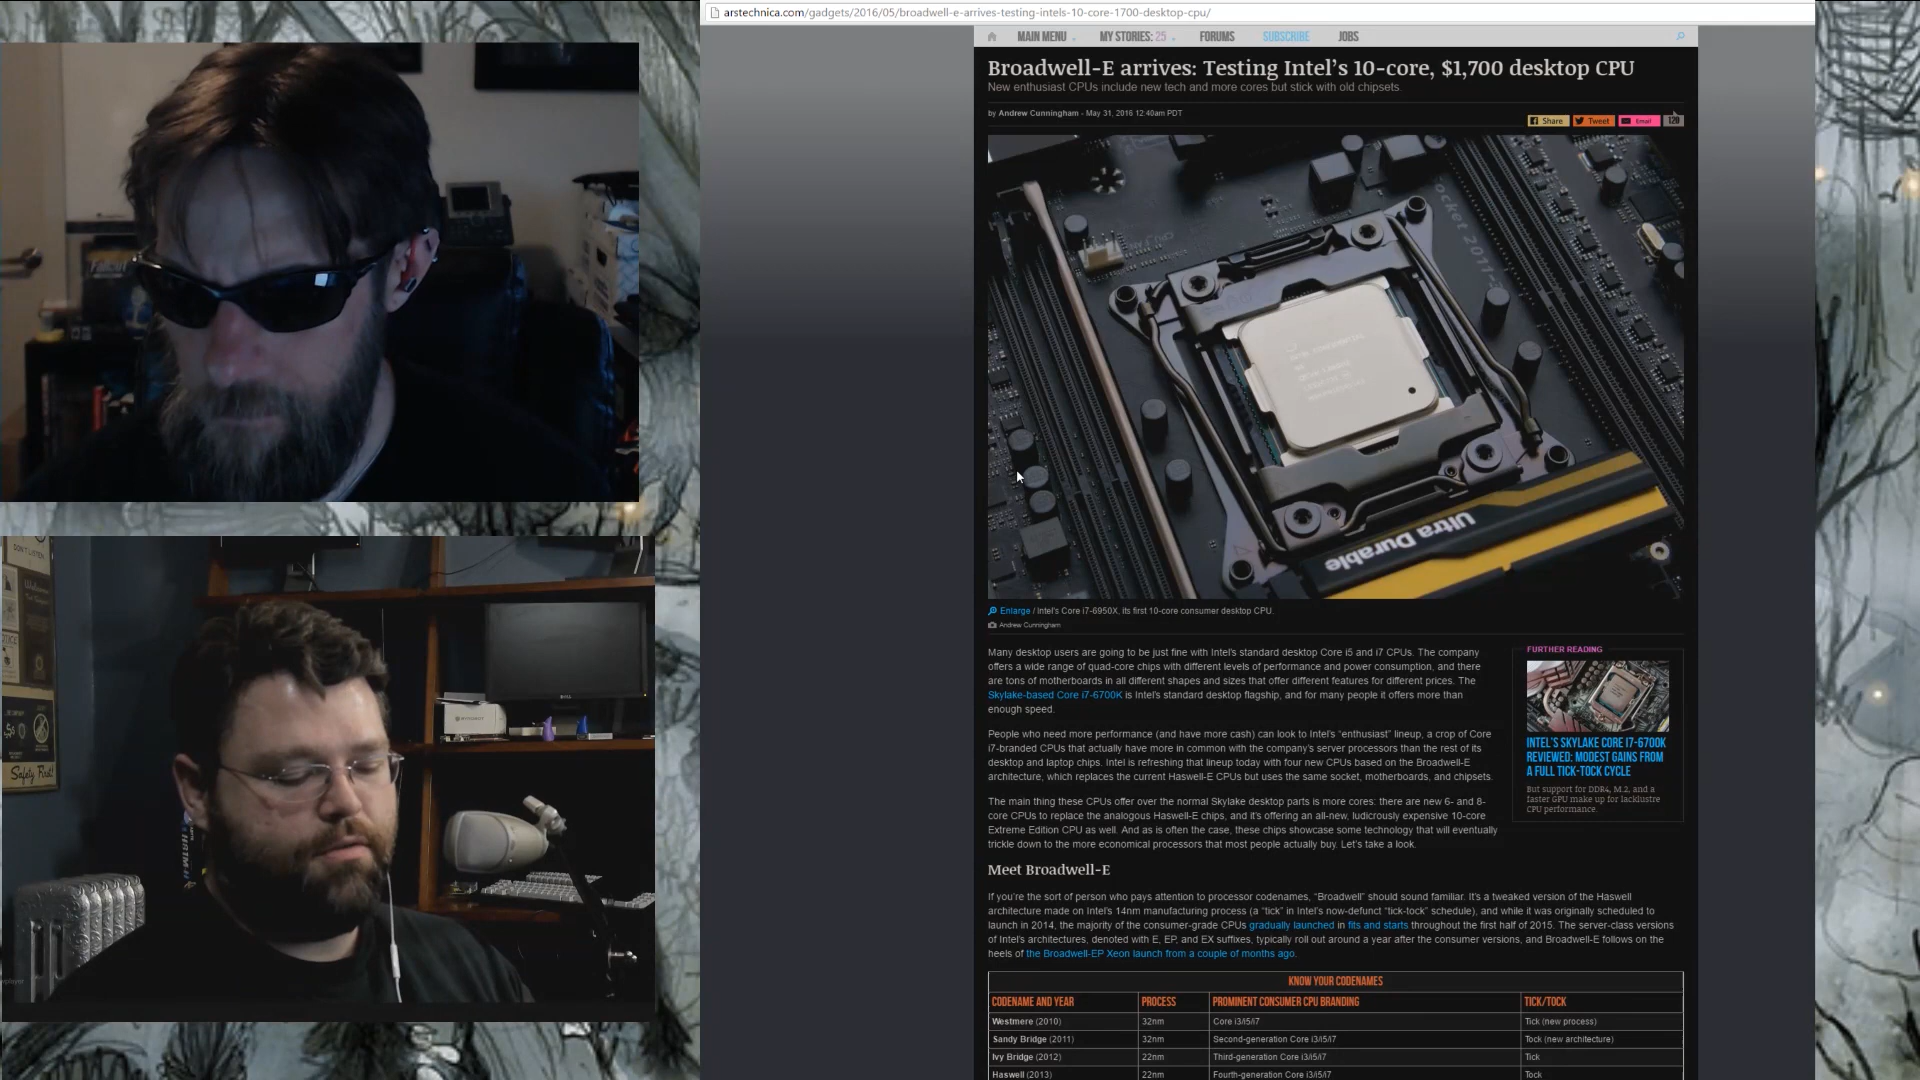 arstechnica.com/gadgets/2016/05/broadwell-e-arrives-testing-intels-10-core-1700-desktop-cpu/
MAIN MENU
MY STORIES: 25
FORUMS
SUBSCRIBE
JOBS
Broadwell-E arrives: Testing Intel's 10-core, $1,700 desktop CPU
New enthusiast CPUs include new tech and more cores but stick with old chipsets.
by Andrew Cunningham - May 31, 2016 12:40am PDT
Share
Tweet
Email
120
Ultra Durable
Enlarge / Intel's Core i7-6950X, its first 10-core consumer desktop CPU.
Andrew Cunningham
Many desktop users are going to be just fine with Intel's standard desktop Core i5 and i7 CPUs. The company
offers a wide range of quad-core chips with different levels of performance and power consumption, and there
are tons of motherboards in all different shapes and sizes that offer different features for different prices. The
Skylake-based Core i7-6700K is Intel's standard desktop flagship, and for many people it offers more than
enough speed.
People who need more performance (and have more cash) can look to Intel's "enthusiast" lineup, a crop of Core
i7-branded CPUs that actually have more in common with the company's server processors than the rest of its
desktop and laptop chips. Intel is refreshing that lineup today with four new CPUs based on the Broadwell-E
architecture, which replaces the current Haswell-E CPUs but uses the same socket, motherboards, and chipsets.
The main thing these CPUs offer over the normal Skylake desktop parts is more cores: there are new 6- and 8-
core CPUs to replace the analogous Haswell-E chips, and it's offering an all-new, ludicrously expensive 10-core
Extreme Edition CPU as well. And as is often the case, these chips showcase some technology that will eventually
trickle down to the more economical processors that most people actually buy. Let's take a look.
FURTHER READING
INTEL'S SKYLAKE CORE I7-6700K
REVIEWED: MODEST GAINS FROM
A FULL TICK-TOCK CYCLE
But support for DDR4, M.2, and a
faster GPU make up for lacklustre
CPU performance.
Meet Broadwell-E
If you're the sort of person who pays attention to processor codenames, "Broadwell" should sound familiar. It's a tweaked version of the Haswell
architecture made on Intel's 14nm manufacturing process (a "tick" in Intel's now-defunct "tick-tock" schedule), and while it was originally scheduled to
launch in 2014, the majority of the consumer-grade CPUs gradually launched in fits and starts throughout the first half of 2015. The server-class versions
of Intel's architectures, denoted with E, EP, and EX suffixes, typically roll out around a year after the consumer versions, and Broadwell-E follows on the
heels of the Broadwell-EP Xeon launch from a couple of months ago.
KNOW YOUR CODENAMES
CODENAME AND YEAR PROCESS PROMINENT CONSUMER CPU BRANDING TICK/TOCK
Westmere (2010) 32nm Core i3/i5/i7 Tick (new process)
Sandy Bridge (2011) 32nm Second-generation Core i3/i5/i7 Tock (new architecture)
Ivy Bridge (2012) 22nm Third-generation Core i3/i5/i7 Tick
Haswell (2013) 22nm Fourth-generation Core i3/i5/i7 Tock
DON'T LISTEN
Safety First!
DELL